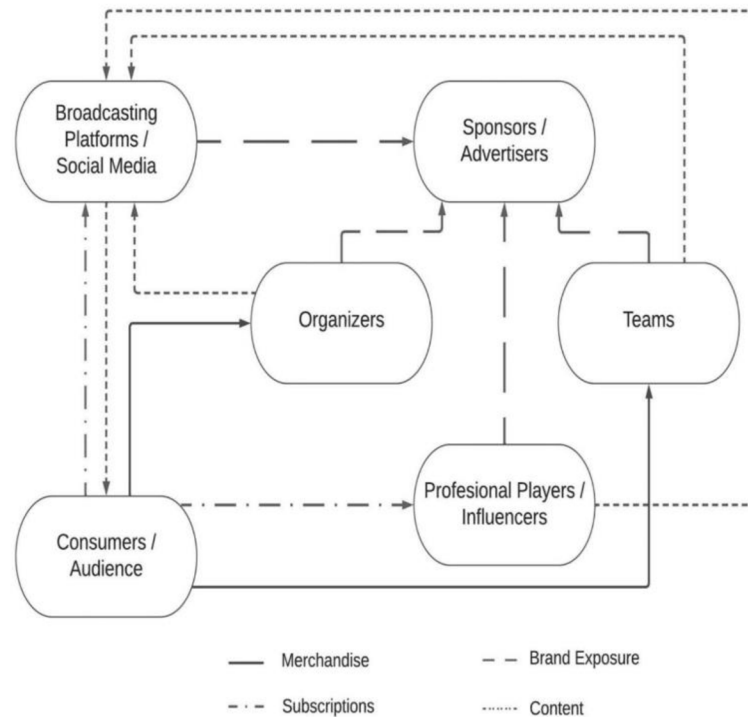 Broadcasting
Platforms /
Social Media
Sponsors /
Advertisers
Organizers
Teams
Profesional Players /
Influencers
Consumers /
Audience
Merchandise
Brand Exposure
Subscriptions
Content